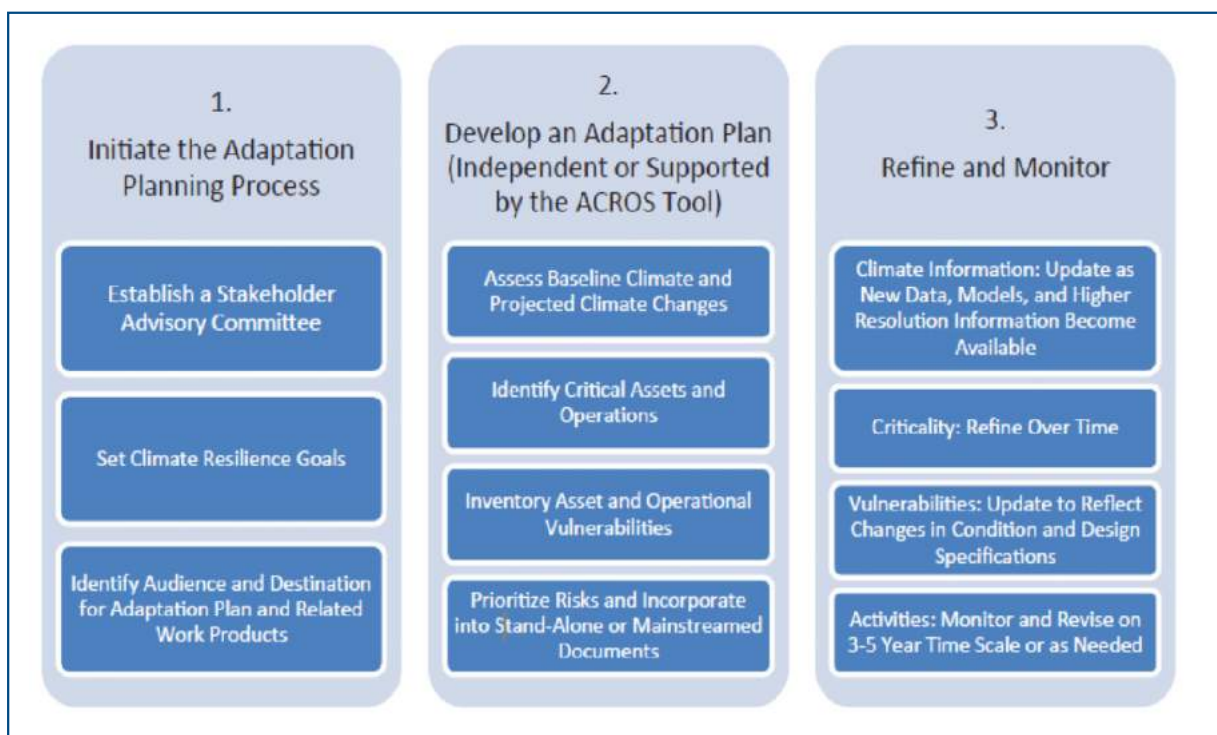 1.
Initiate the Adaptation
Planning Process
Establish a Stakeholder
Advisory Committee
Set Climate Resilience Goals
Identify Audience and Destination
for Adaptation Plan and Related
Work Products
2.
Develop an Adaptation Plan
(Independent or Supported
by the ACROS Tool)
Assess Baseline Climate and
Projected Climate Changes
Identify Critical Assets and
Operations
Inventory Asset and Operational
Vulnerabilities
Prioritize Risks and Incorporate
into Stand-Alone or Mainstreamed
Documents
3.
Refine and Monitor
Climate Information: Update as
New Data, Models, and Higher
Resolution Information Become
Available
Criticality: Refine Over Time
Vulnerabilities: Update to Reflect
Changes in Condition and Design
Specifications
Activities: Monitor and Revise on
3-5 Year Time Scale or as Needed